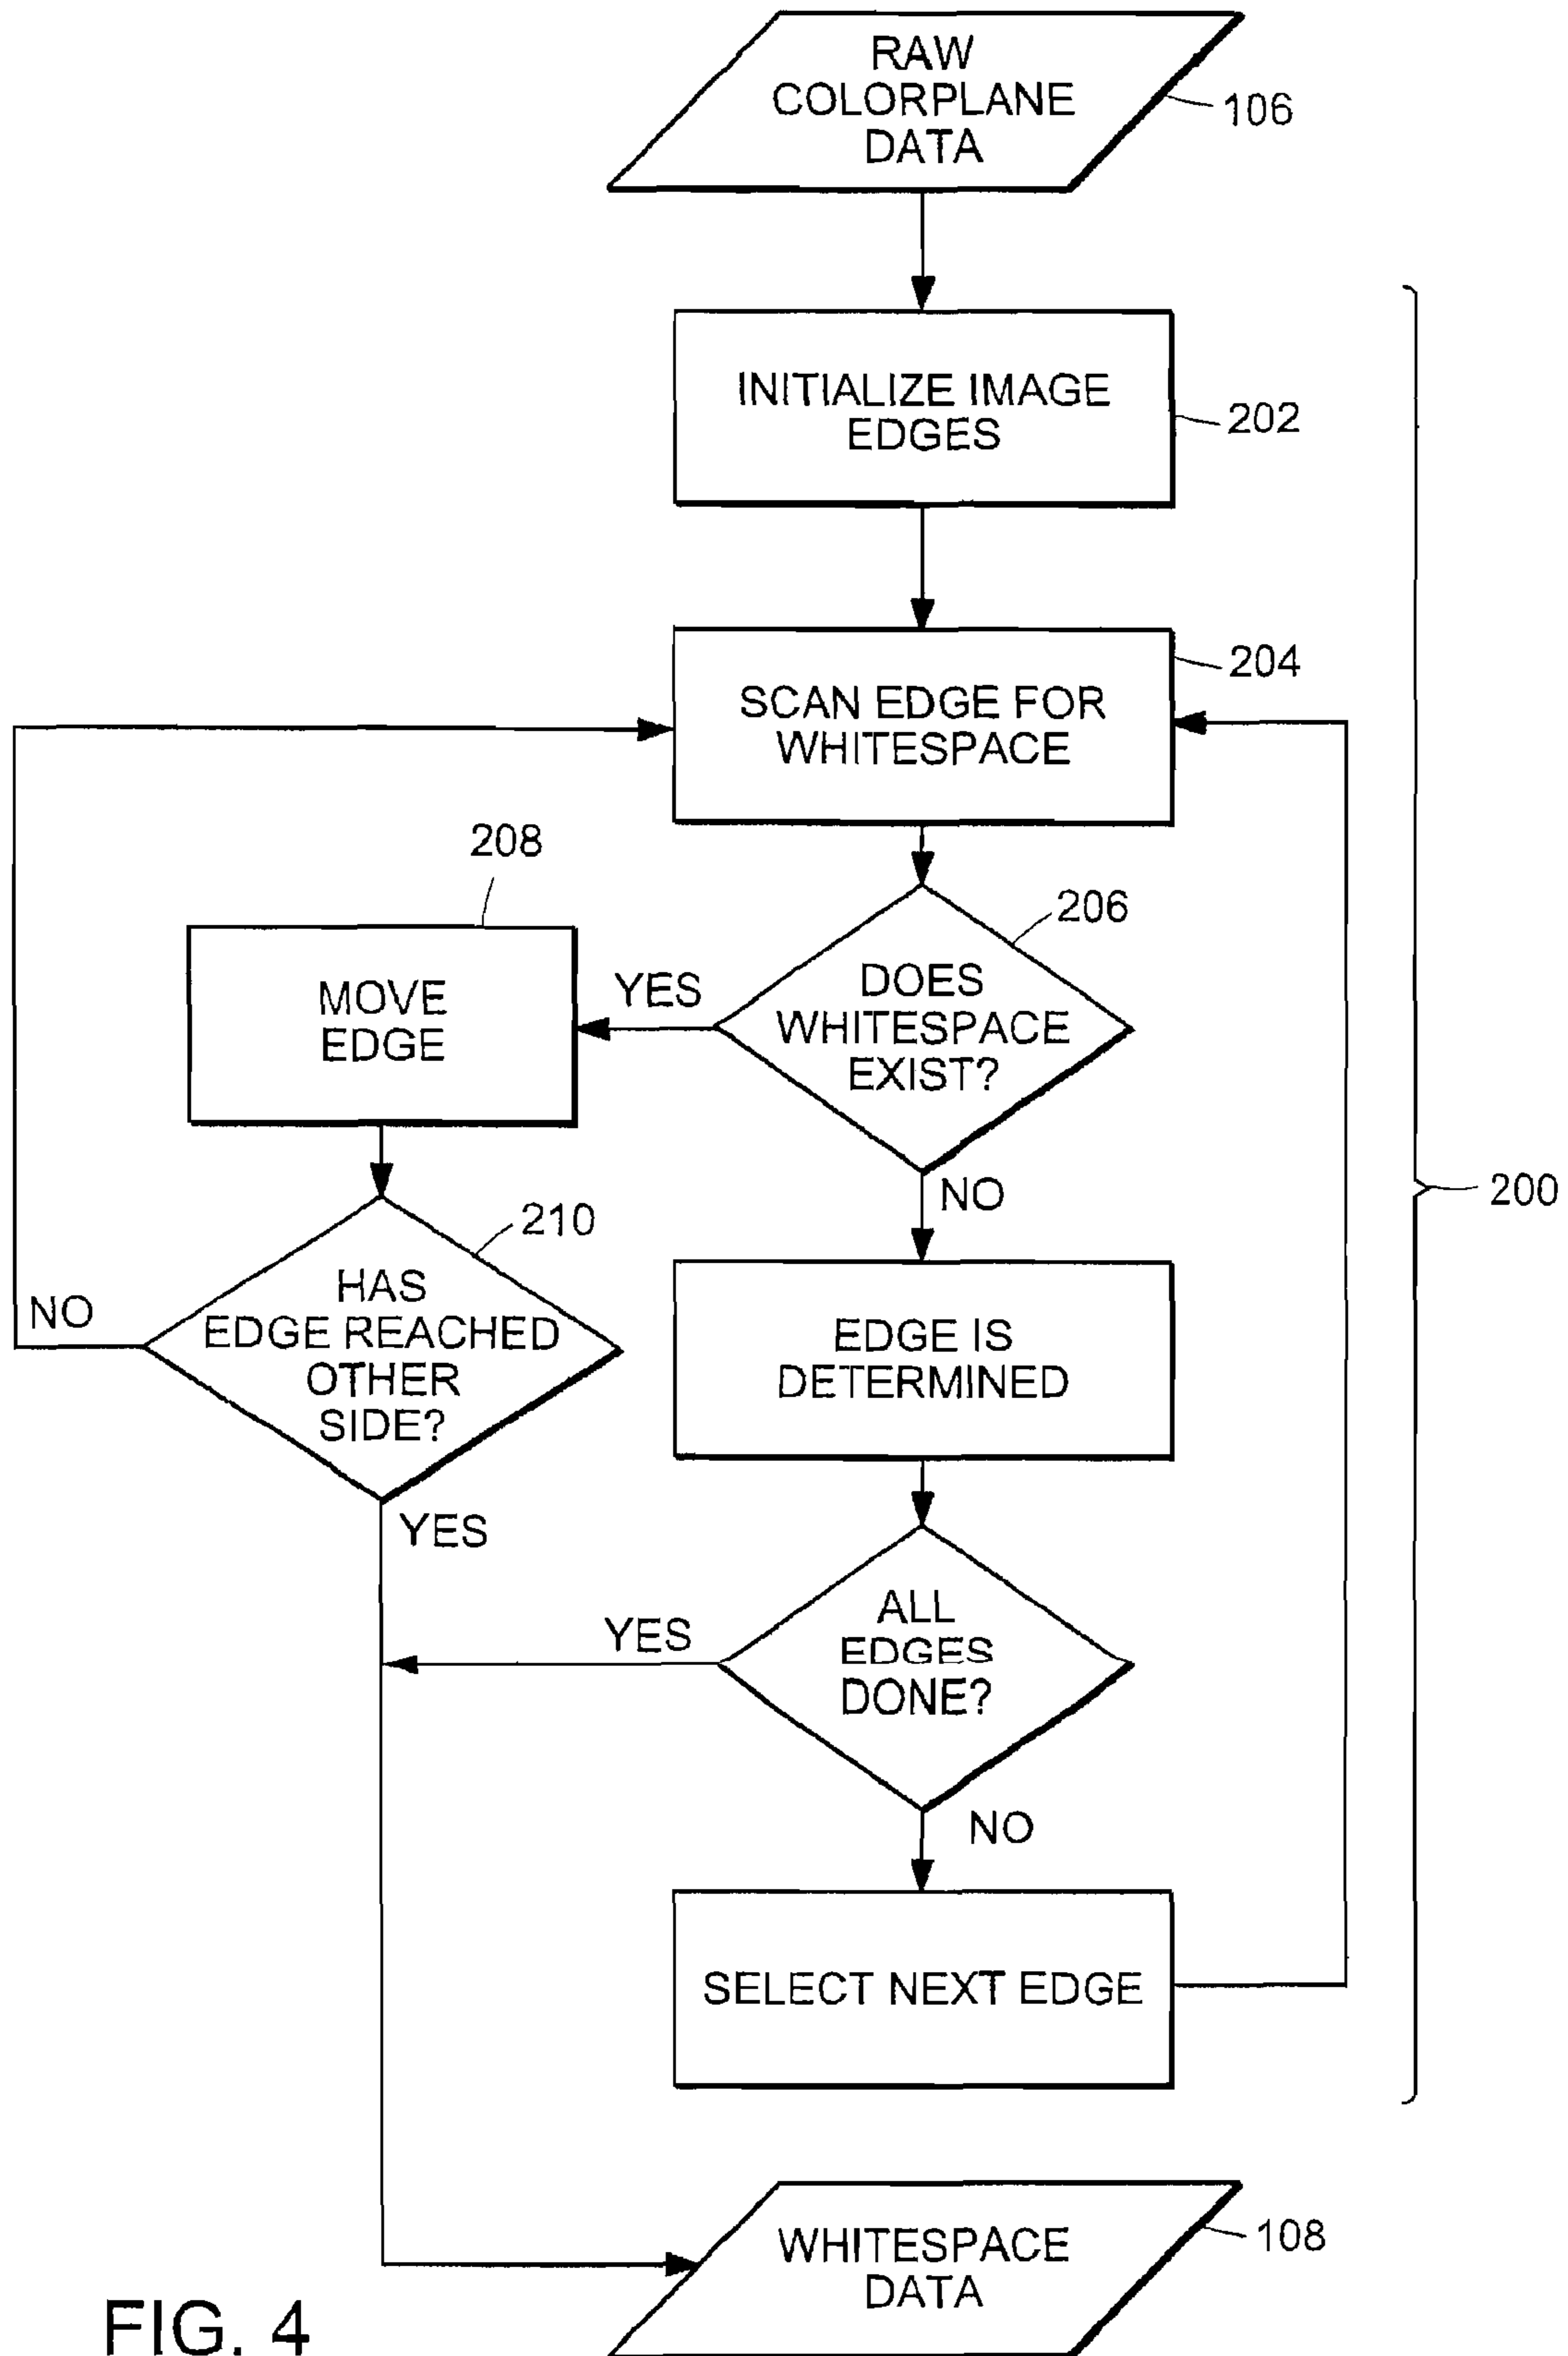 RAW
COLORPLANE
DATA
106
INITIALIZE IMAGE
EDGES
202
204
SCAN EDGE FOR
WHITESPACE
208
206
MOVE
EDGE
YES
DOES
WHITESPACE
EXIST?
NO
200
210
HAS
EDGE REACHED
OTHER
SIDE?
NO
EDGE IS
DETERMINED
YES
YES
ALL
EDGES
DONE?
NO
SELECT NEXT EDGE
WHITESPACE
DATA
108
FIG. 4